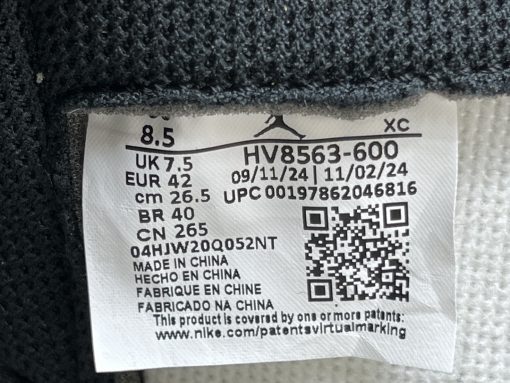 8.5
XC
UK 7.5
HV8563-600
EUR 42
09/11/24 | 11/02/24
cm 26.5
UPC 00197862046816
BR 40
CN 265
04HJW20Q052NT
MADE IN CHINA
HECHO EN CHINA
FABRIQUE EN CHINE
FABRICADO NA CHINA
This product is covered by one or more patents:
www.nike.com/patentsvirtualmarking